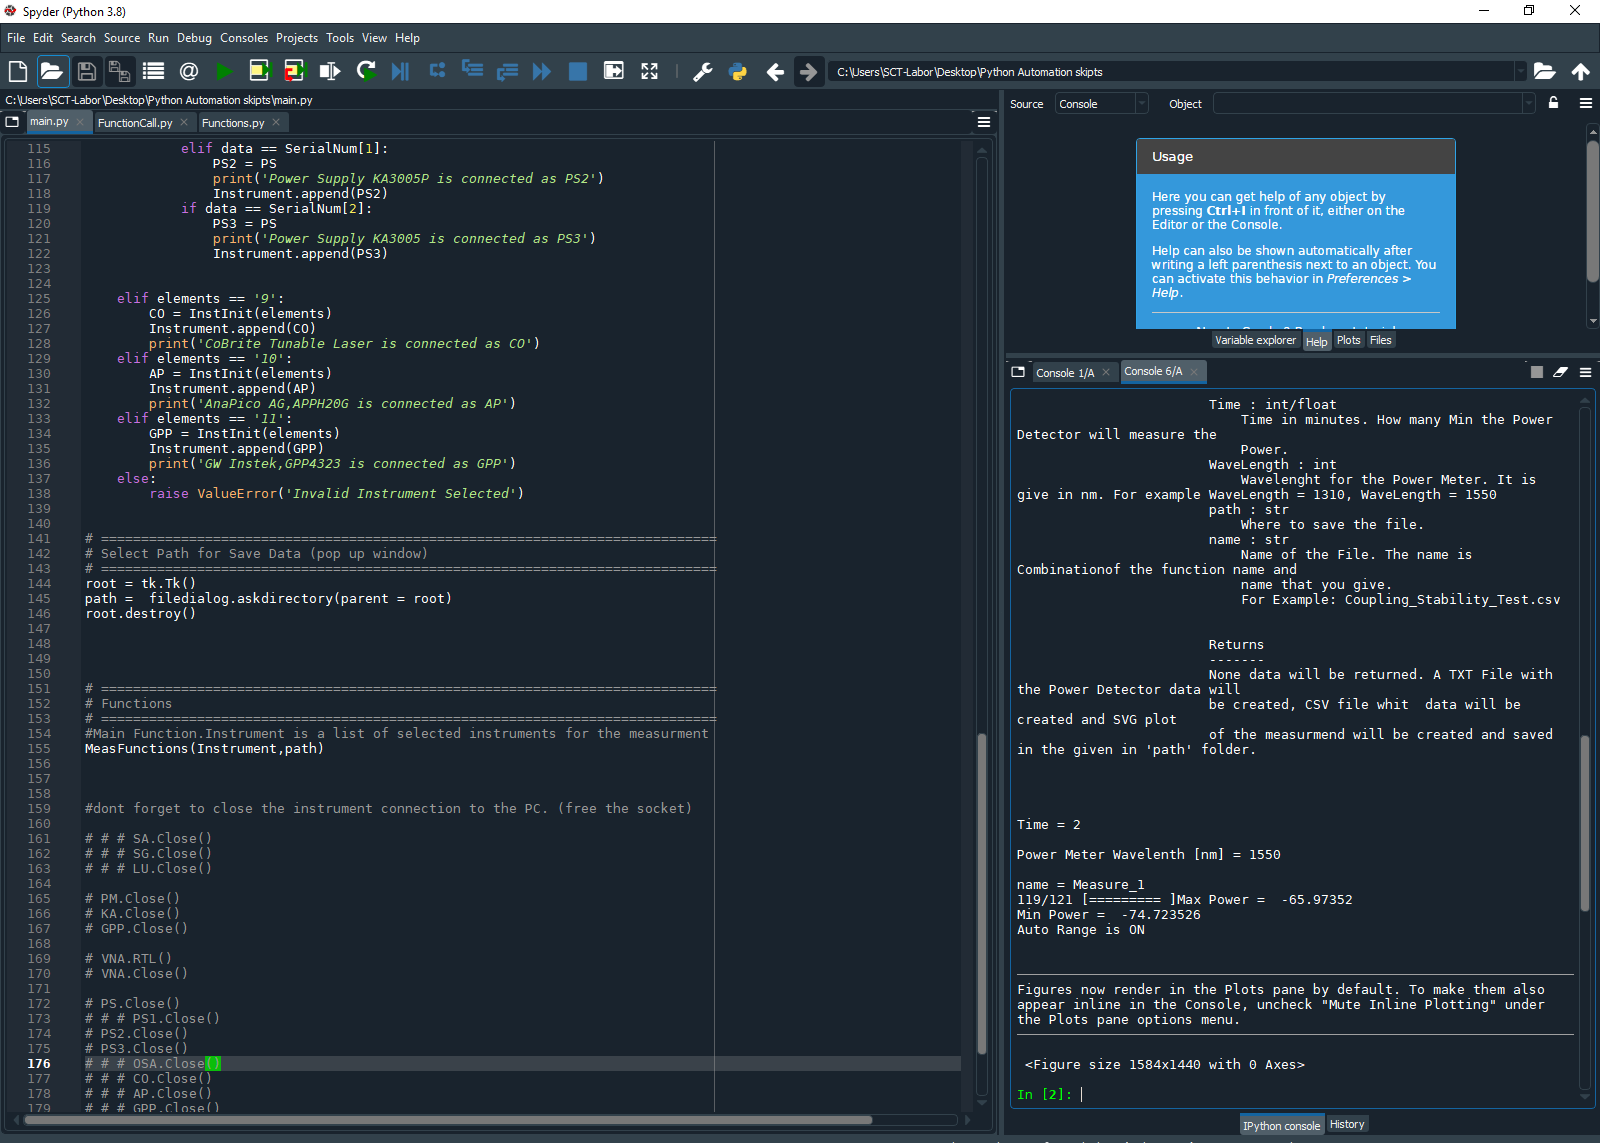 Spyder (Python 3.8)
File Edit Search Source Run Debug Consoles Projects Tools View Help
C:\Users\SCT-Labor\Desktop\Python Automation skipts
C:\Users\SCT-Labor\Desktop\Python Automation skipts\main.py
main.py FunctionCall.py Functions.py
115 elif data == SerialNum[1]:
116 PS2 = PS
117 print('Power Supply KA3005P is connected as PS2')
118 Instrument.append(PS2)
119 if data == SerialNum[2]:
120 PS3 = PS
121 print('Power Supply KA3005 is connected as PS3')
122 Instrument.append(PS3)
123
124
125 elif elements == '9':
126 CO = InstInit(elements)
127 Instrument.append(CO)
128 print('CoBrite Tunable Laser is connected as CO')
129 elif elements == '10':
130 AP = InstInit(elements)
131 Instrument.append(AP)
132 print('AnaPico AG,APPH20G is connected as AP')
133 elif elements == '11':
134 GPP = InstInit(elements)
135 Instrument.append(GPP)
136 print('GW Instek,GPP4323 is connected as GPP')
137 else:
138 raise ValueError('Invalid Instrument Selected')
139
140
141 # =============================================================================
142 # Select Path for Save Data (pop up window)
143 # =============================================================================
144 root = tk.Tk()
145 path =  filedialog.askdirectory(parent = root)
146 root.destroy()
147
148
149
150
151 # =============================================================================
152 # Functions
153 # =============================================================================
154 #Main Function.Instrument is a list of selected instruments for the measurment
155 MeasFunctions(Instrument,path)
156
157
158
159 #dont forget to close the instrument connection to the PC. (free the socket)
160
161 # # # SA.Close()
162 # # # SG.Close()
163 # # # LU.Close()
164
165 # PM.Close()
166 # KA.Close()
167 # GPP.Close()
168
169 # VNA.RTL()
170 # VNA.Close()
171
172 # PS.Close()
173 # # # PS1.Close()
174 # PS2.Close()
175 # PS3.Close()
176 # # # OSA.Close()
177 # # # CO.Close()
178 # # # AP.Close()
179 # # # GPP.Close()
Source Console Object
Usage
Here you can get help of any object by
pressing Ctrl+I in front of it, either on the
Editor or the Console.
Help can also be shown automatically after
writing a left parenthesis next to an object. You
can activate this behavior in Preferences >
Help.
Variable explorer Help Plots Files
Console 1/A Console 6/A
Time : int/float
Time in minutes. How many Min the Power
Detector will measure the
Power.
WaveLength : int
Wavelenght for the Power Meter. It is
give in nm. For example WaveLength = 1310, WaveLength = 1550
path : str
Where to save the file.
name : str
Name of the File. The name is
Combinationof the function name and
name that you give.
For Example: Coupling_Stability_Test.csv
Returns
-------
None data will be returned. A TXT File with
the Power Detector data will
be created, CSV file whit  data will be
created and SVG plot
of the measurmend will be created and saved
in the given in 'path' folder.
Time = 2
Power Meter Wavelenth [nm] = 1550
name = Measure_1
119/121 [========= ]Max Power =  -65.97352
Min Power =  -74.723526
Auto Range is ON
Figures now render in the Plots pane by default. To make them also
appear inline in the Console, uncheck "Mute Inline Plotting" under
the Plots pane options menu.
<Figure size 1584x1440 with 0 Axes>
In [2]:
IPython console History